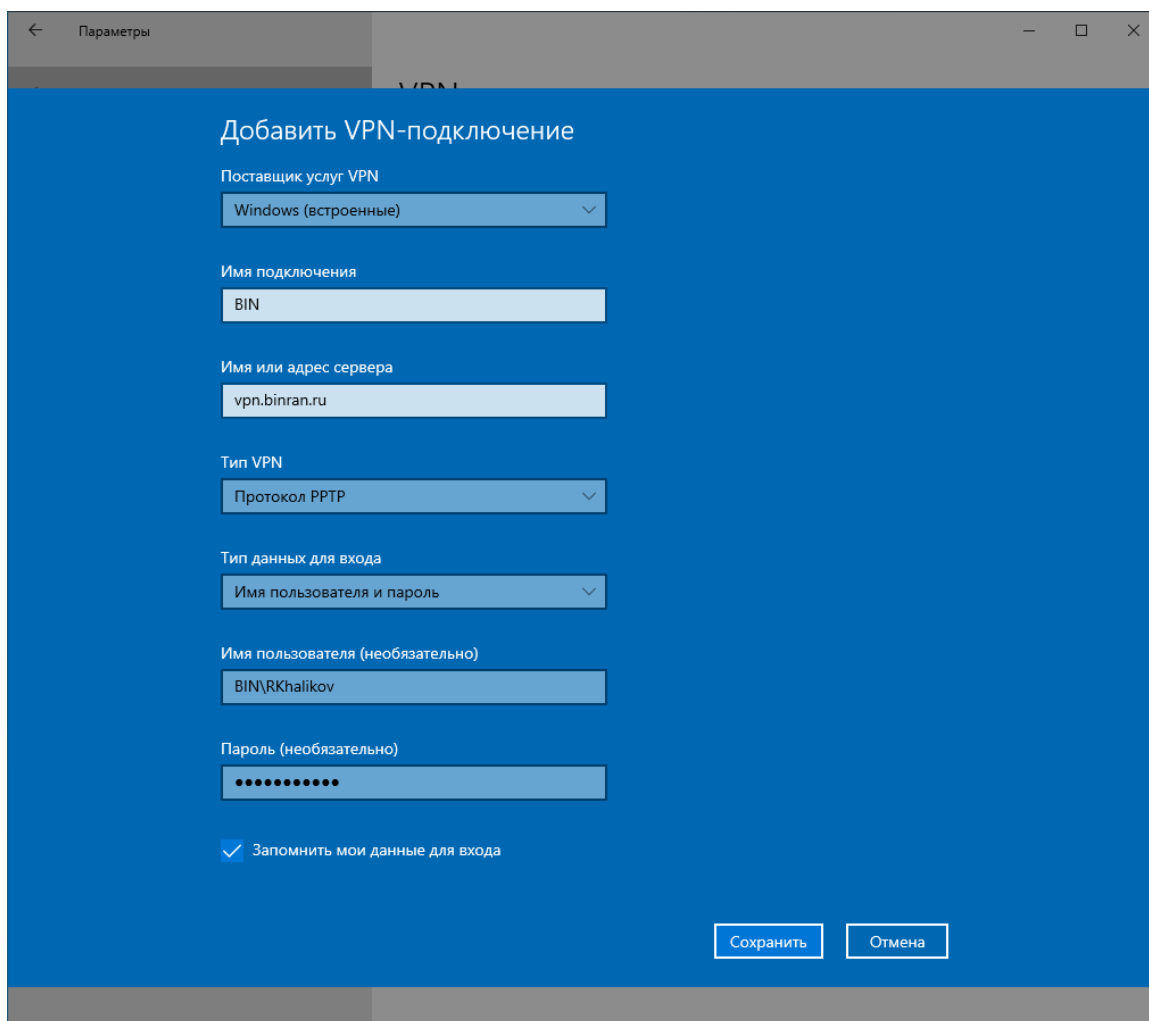 Параметры
VPN
Добавить VPN-подключение
Поставщик услуг VPN
Windows (встроенные)
Имя подключения
BIN
Имя или адрес сервера
vpn.binran.ru
Тип VPN
Протокол PPTP
Тип данных для входа
Имя пользователя и пароль
Имя пользователя (необязательно)
BIN\RKhalikov
Пароль (необязательно)
●●●●●●●●●●●
Запомнить мои данные для входа
Сохранить
Отмена